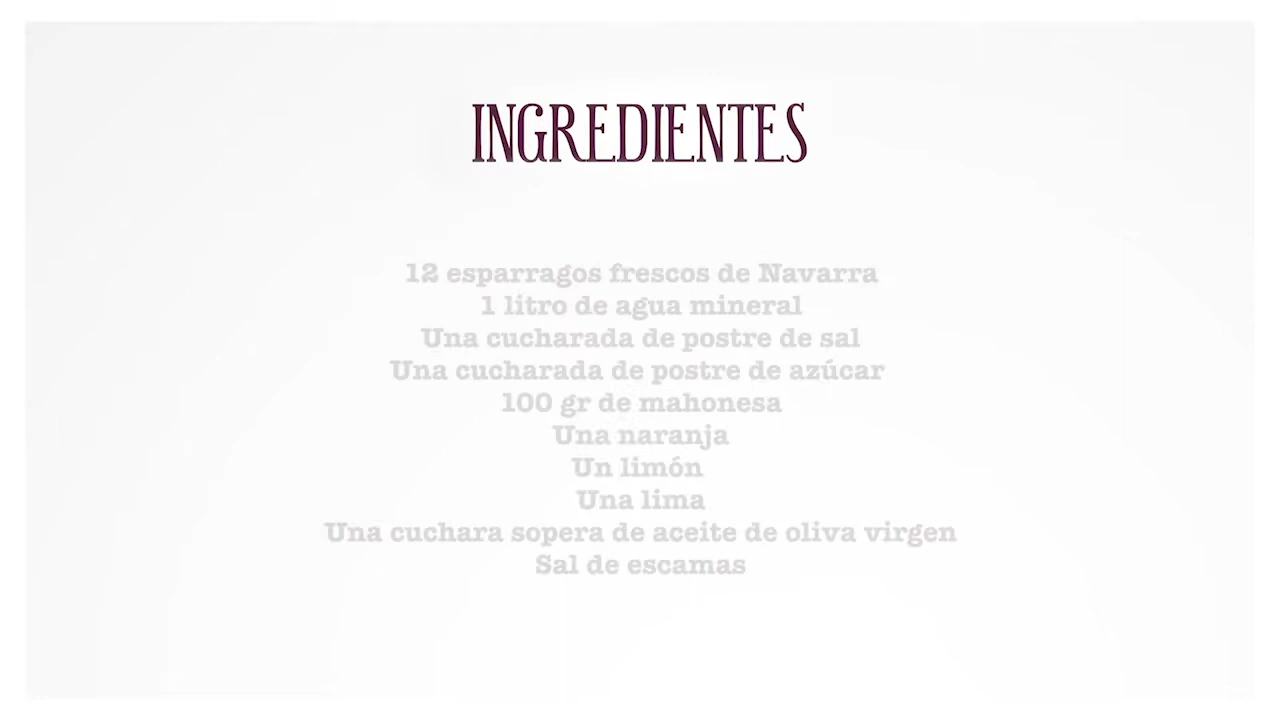 INGREDIENTES
12 esparragos frescos de Navarra
1 litro de agua mineral
Una cucharada de postre de sal
Una cucharada de postre de azúcar
100 gr de mahonesa
Una naranja
Un limón
Una lima
Una cuchara sopera de aceite de oliva virgen
Sal de escamas